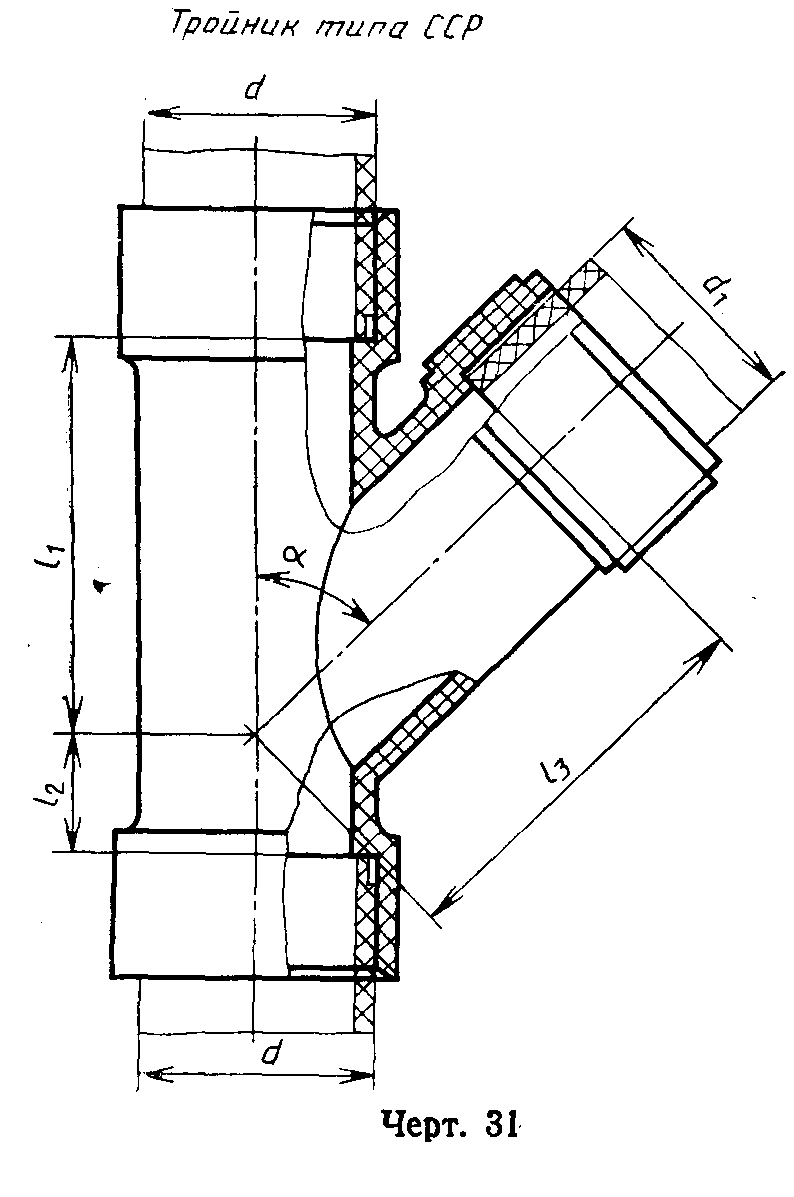 Тройник типа ССР
d
d₁
l₁
α
l₂
l₃
d
Черт. 31